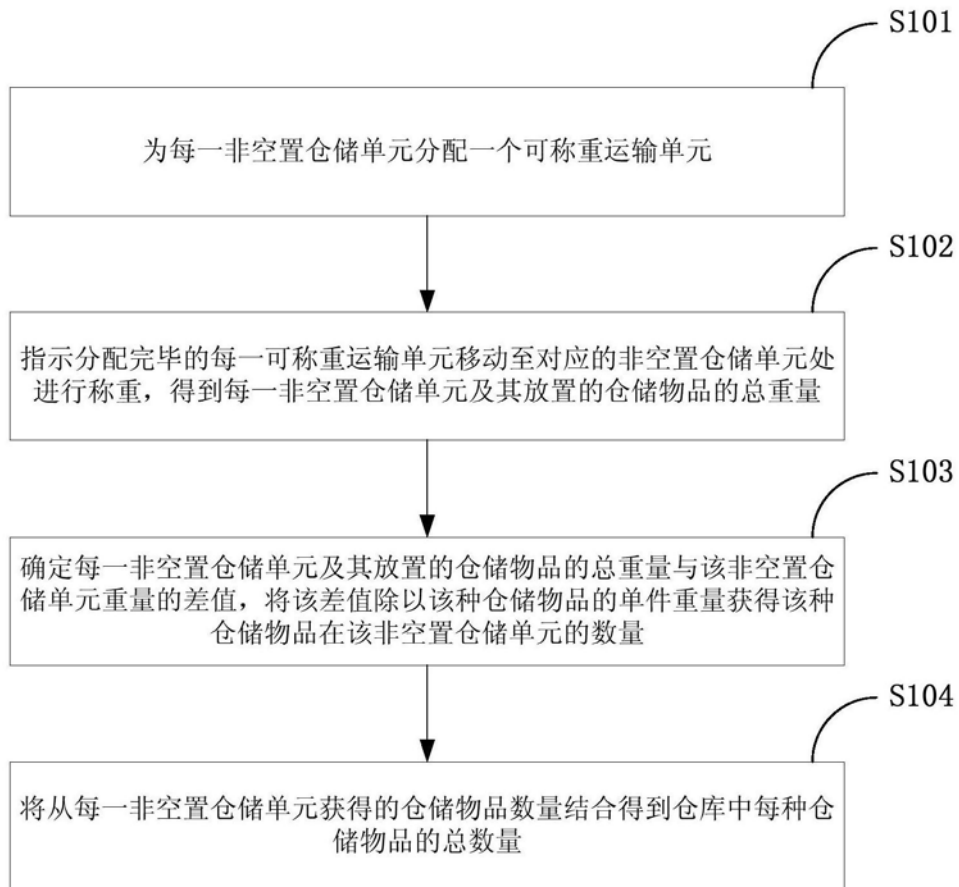 S101
为每一非空置仓储单元分配一个可称重运输单元
S102
指示分配完毕的每一可称重运输单元移动至对应的非空置仓储单元处
进行称重，得到每一非空置仓储单元及其放置的仓储物品的总重量
S103
确定每一非空置仓储单元及其放置的仓储物品的总重量与该非空置仓
储单元重量的差值，将该差值除以该种仓储物品的单件重量获得该种
仓储物品在该非空置仓储单元的数量
S104
将从每一非空置仓储单元获得的仓储物品数量结合得到仓库中每种仓
储物品的总数量